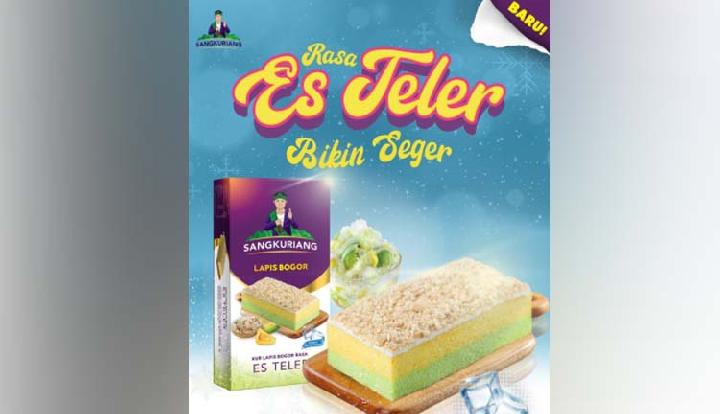 SANGKURIANG
BARU!
Rasa
Es Teler
Bikin Seger
SANGKURIANG
LAPIS BOGOR
KUE LAPIS BOGOR RASA
ES TELER